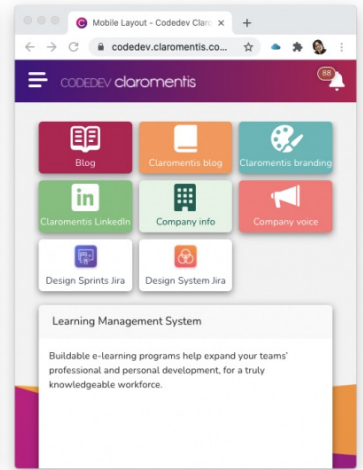 Mobile Layout - Codedev Claro
codedev.claromentis.co...
CODEDEV claromentis
88
Blog
Claromentis blog
Claromentis branding
in
Claromentis LinkedIn
Company info
Company voice
Design Sprints Jira
Design System Jira
Learning Management System
Buildable e-learning programs help expand your teams'
professional and personal development, for a truly
knowledgeable workforce.